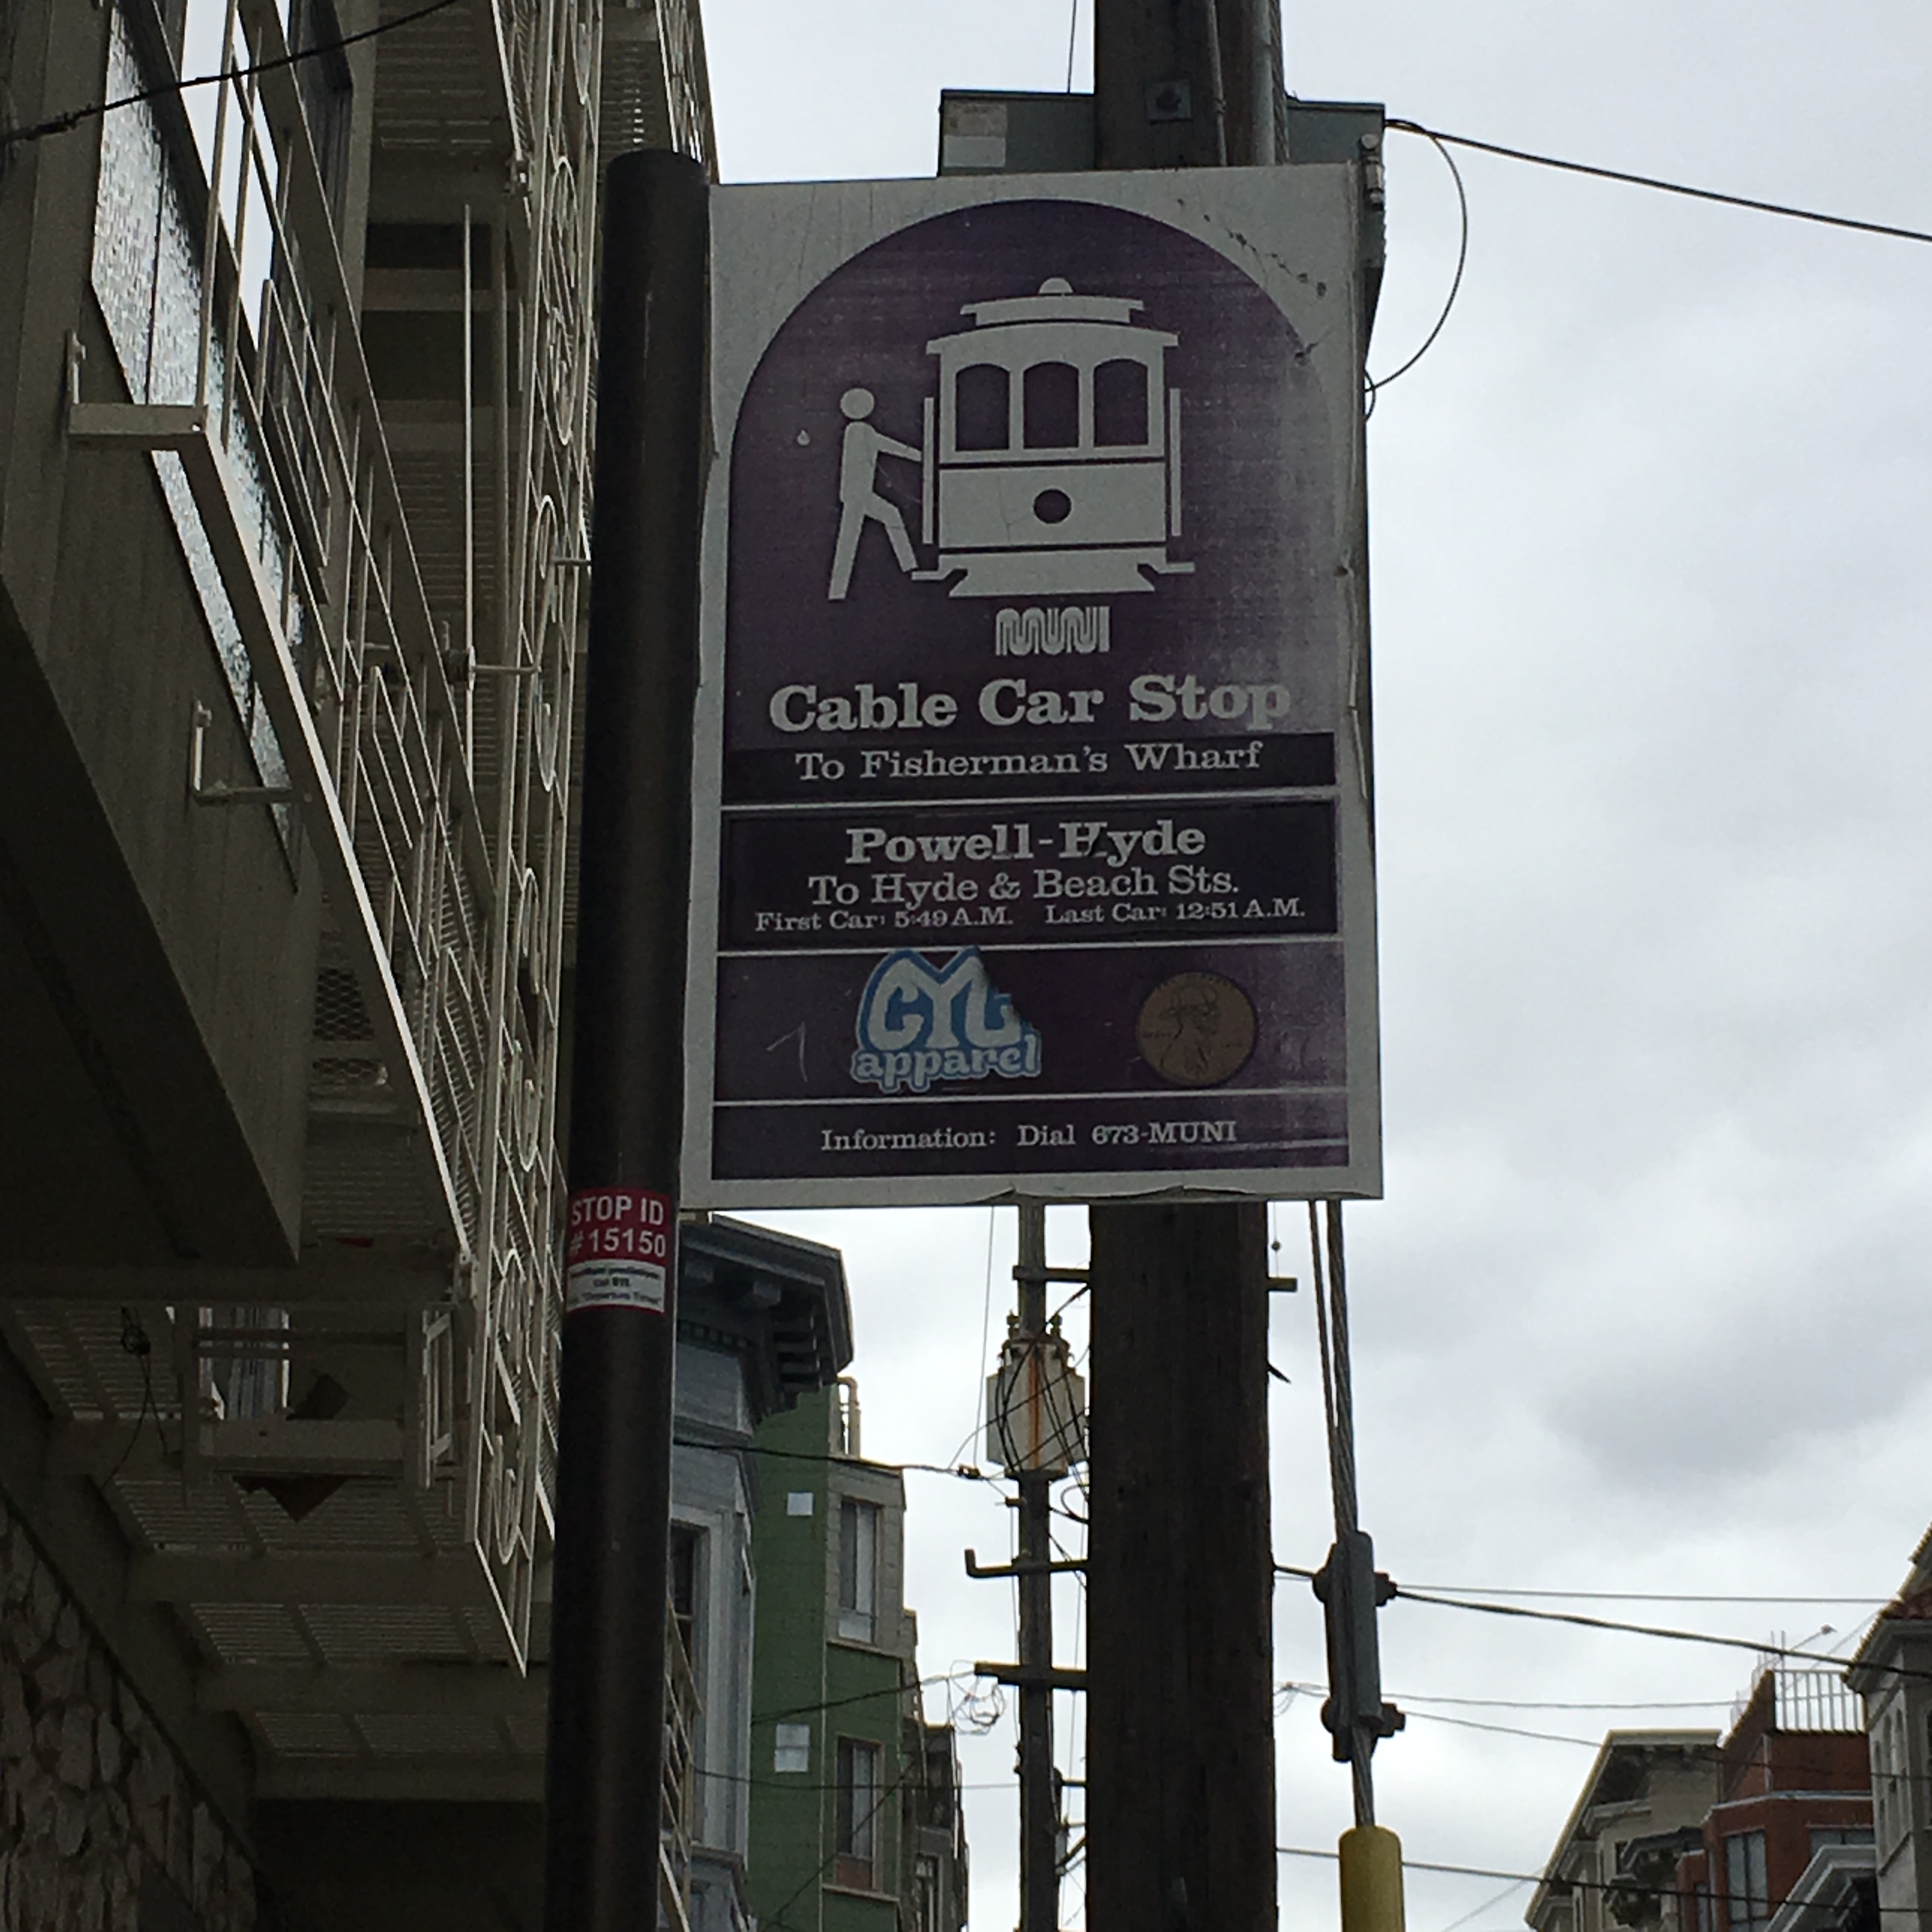 MUNI
Cable Car Stop
To Fisherman's Wharf
Powell-Hyde
To Hyde & Beach Sts.
First Car: 5:49 A.M. Last Car: 12:51 A.M.
CYL
apparel
Information: Dial 673-MUNI
STOP ID
#15150